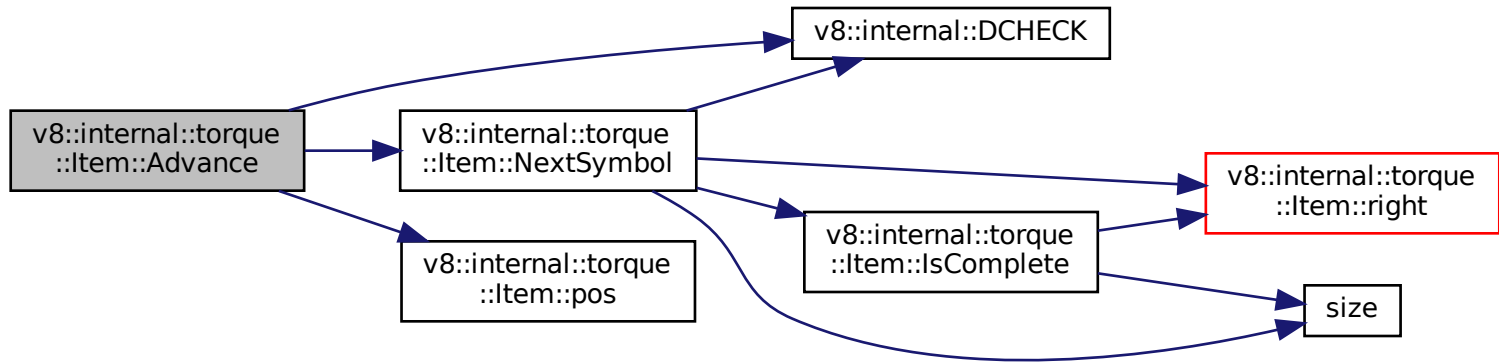 v8::internal::torque
::Item::Advance
v8::internal::DCHECK
v8::internal::torque
::Item::NextSymbol
v8::internal::torque
::Item::pos
v8::internal::torque
::Item::IsComplete
v8::internal::torque
::Item::right
size